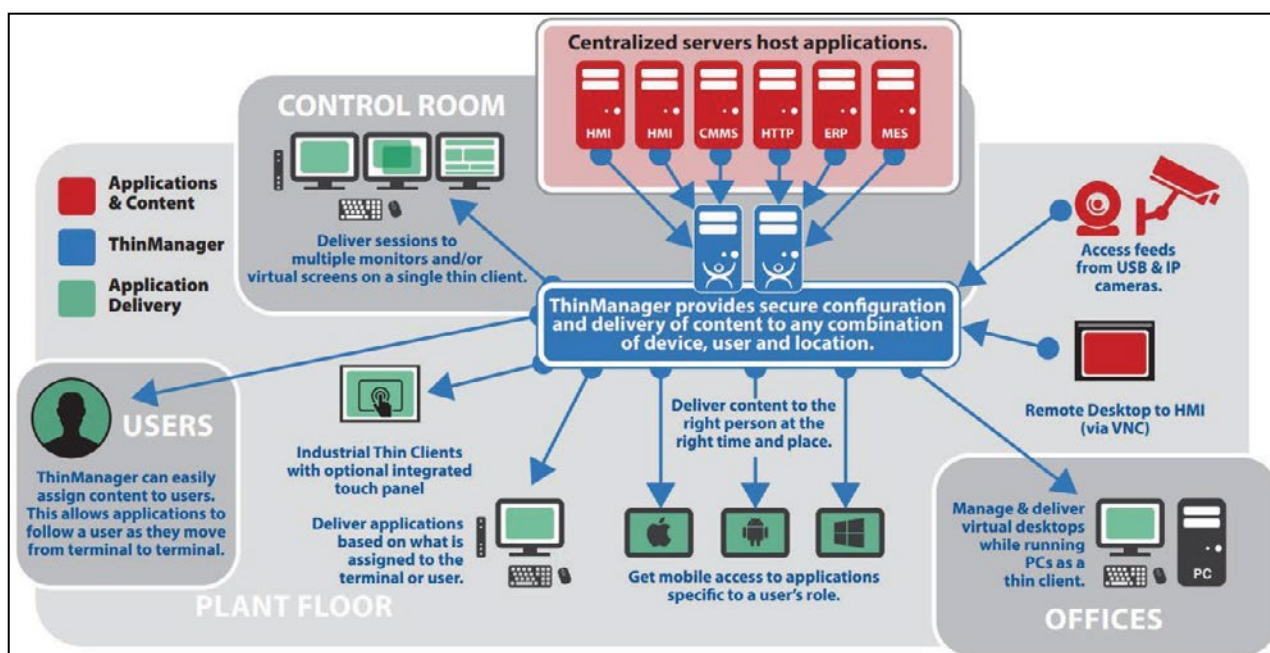 Centralized servers host applications.
HMI
HMI
CMMS
HTTP
ERP
MES
CONTROL ROOM
Deliver sessions to
multiple monitors and/or
virtual screens on a single thin client.
Applications
& Content
ThinManager
Application
Delivery
Access feeds
from USB & IP
cameras.
ThinManager provides secure configuration
and delivery of content to any combination
of device, user and location.
Remote Desktop to HMI
(via VNC)
USERS
ThinManager can easily
assign content to users.
This allows applications to
follow a user as they move
from terminal to terminal.
Industrial Thin Clients
with optional integrated
touch panel
Deliver applications
based on what is
assigned to the
terminal or user.
Deliver content to the
right person at the
right time and place.
Get mobile access to applications
specific to a user's role.
Manage & deliver
virtual desktops
while running
PCs as a
thin client.
PC
PLANT FLOOR
OFFICES